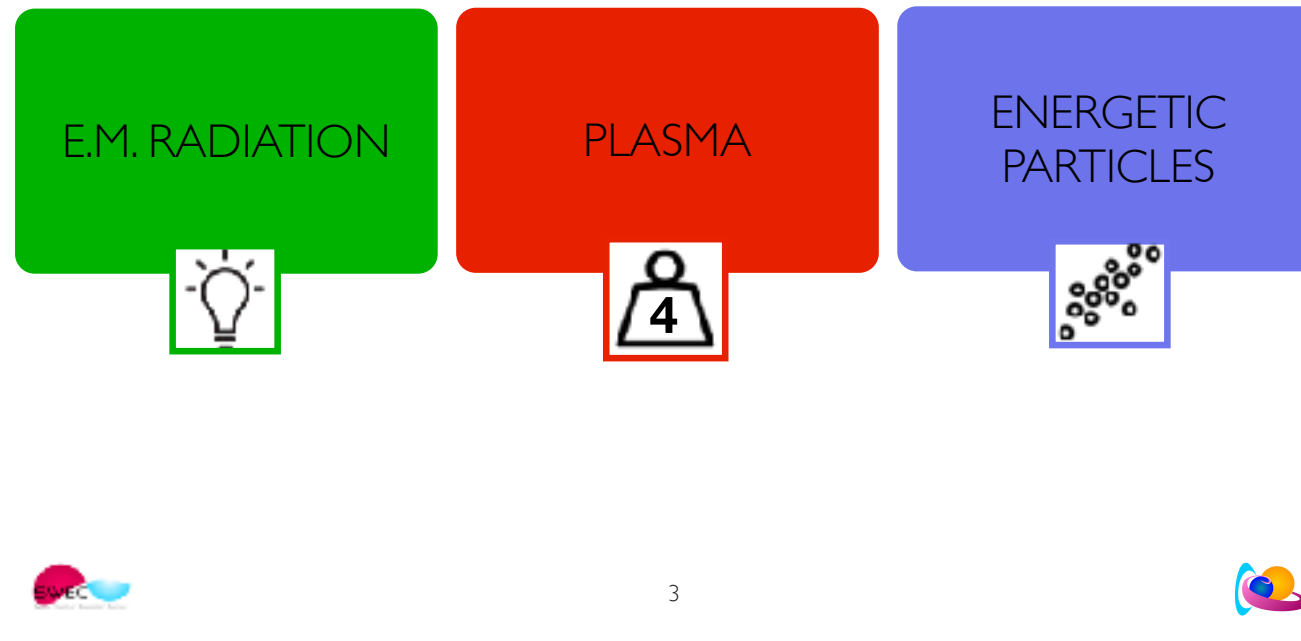 E.M. RADIATION
PLASMA
ENERGETIC
PARTICLES
4
SWEC
3